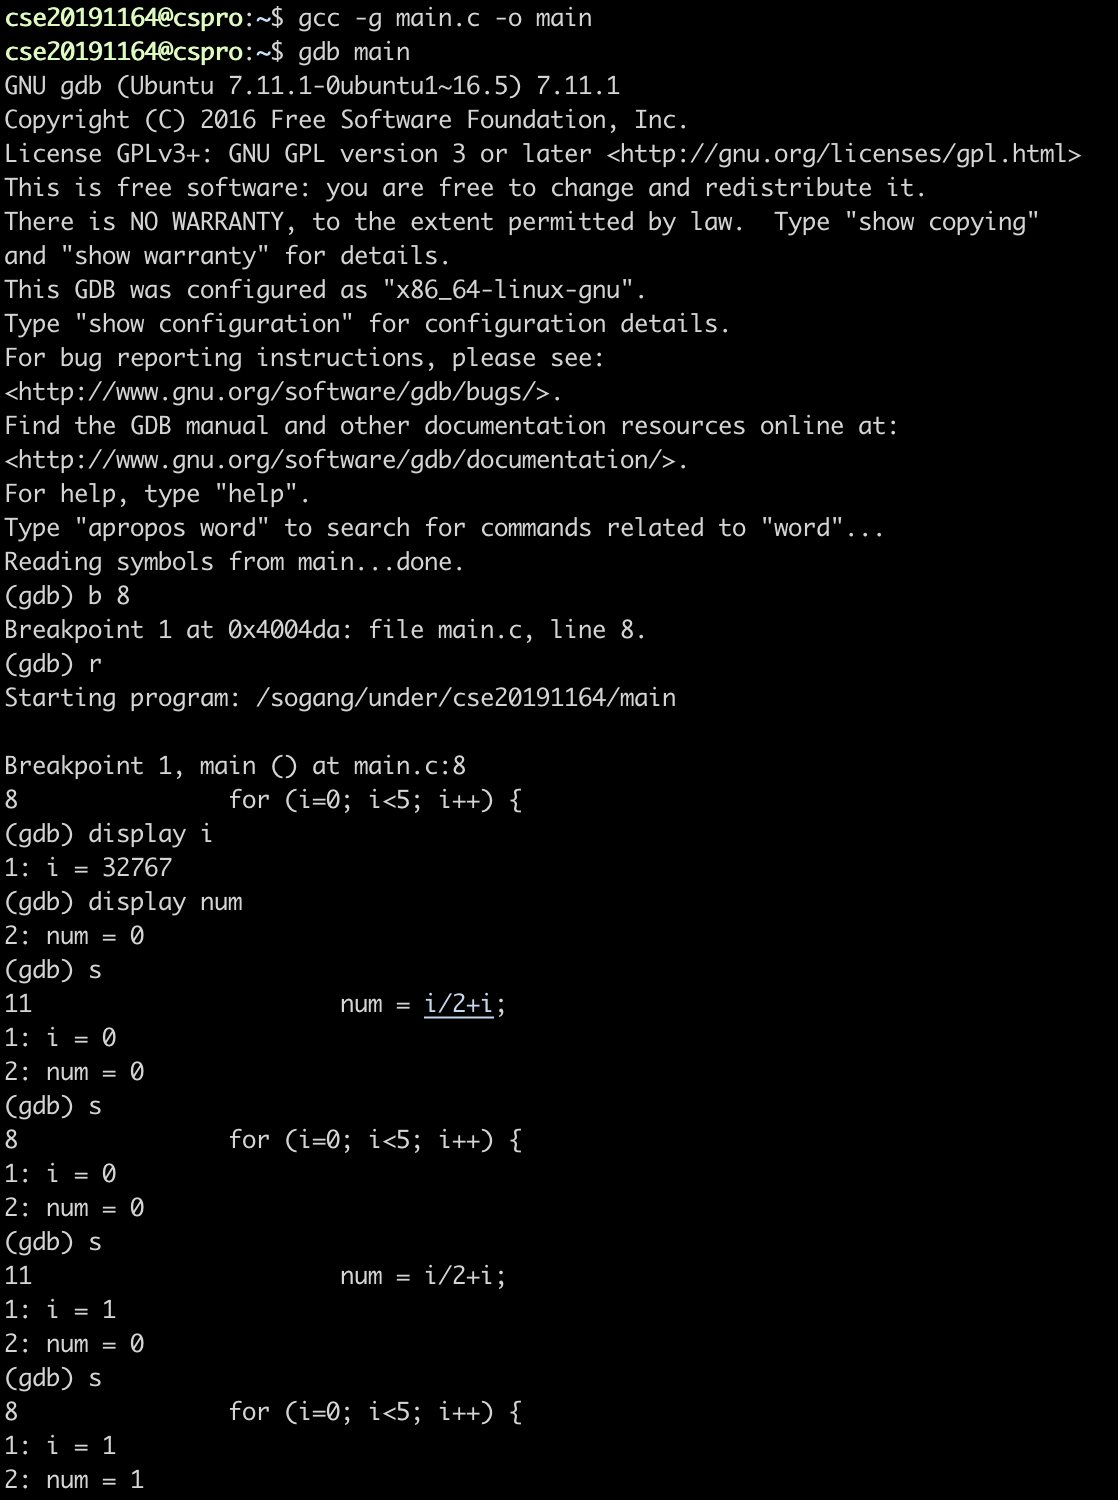 cse20191164@cspro:~$ gcc -g main.c -o main
cse20191164@cspro:~$ gdb main
GNU gdb (Ubuntu 7.11.1-0ubuntu1~16.5) 7.11.1
Copyright (C) 2016 Free Software Foundation, Inc.
License GPLv3+: GNU GPL version 3 or later <http://gnu.org/licenses/gpl.html>
This is free software: you are free to change and redistribute it.
There is NO WARRANTY, to the extent permitted by law.  Type "show copying"
and "show warranty" for details.
This GDB was configured as "x86_64-linux-gnu".
Type "show configuration" for configuration details.
For bug reporting instructions, please see:
<http://www.gnu.org/software/gdb/bugs/>.
Find the GDB manual and other documentation resources online at:
<http://www.gnu.org/software/gdb/documentation/>.
For help, type "help".
Type "apropos word" to search for commands related to "word"...
Reading symbols from main...done.
(gdb) b 8
Breakpoint 1 at 0x4004da: file main.c, line 8.
(gdb) r
Starting program: /sogang/under/cse20191164/main

Breakpoint 1, main () at main.c:8
8               for (i=0; i<5; i++) {
(gdb) display i
1: i = 32767
(gdb) display num
2: num = 0
(gdb) s
11                      num = i/2+i;
1: i = 0
2: num = 0
(gdb) s
8               for (i=0; i<5; i++) {
1: i = 0
2: num = 0
(gdb) s
11                      num = i/2+i;
1: i = 1
2: num = 0
(gdb) s
8               for (i=0; i<5; i++) {
1: i = 1
2: num = 1